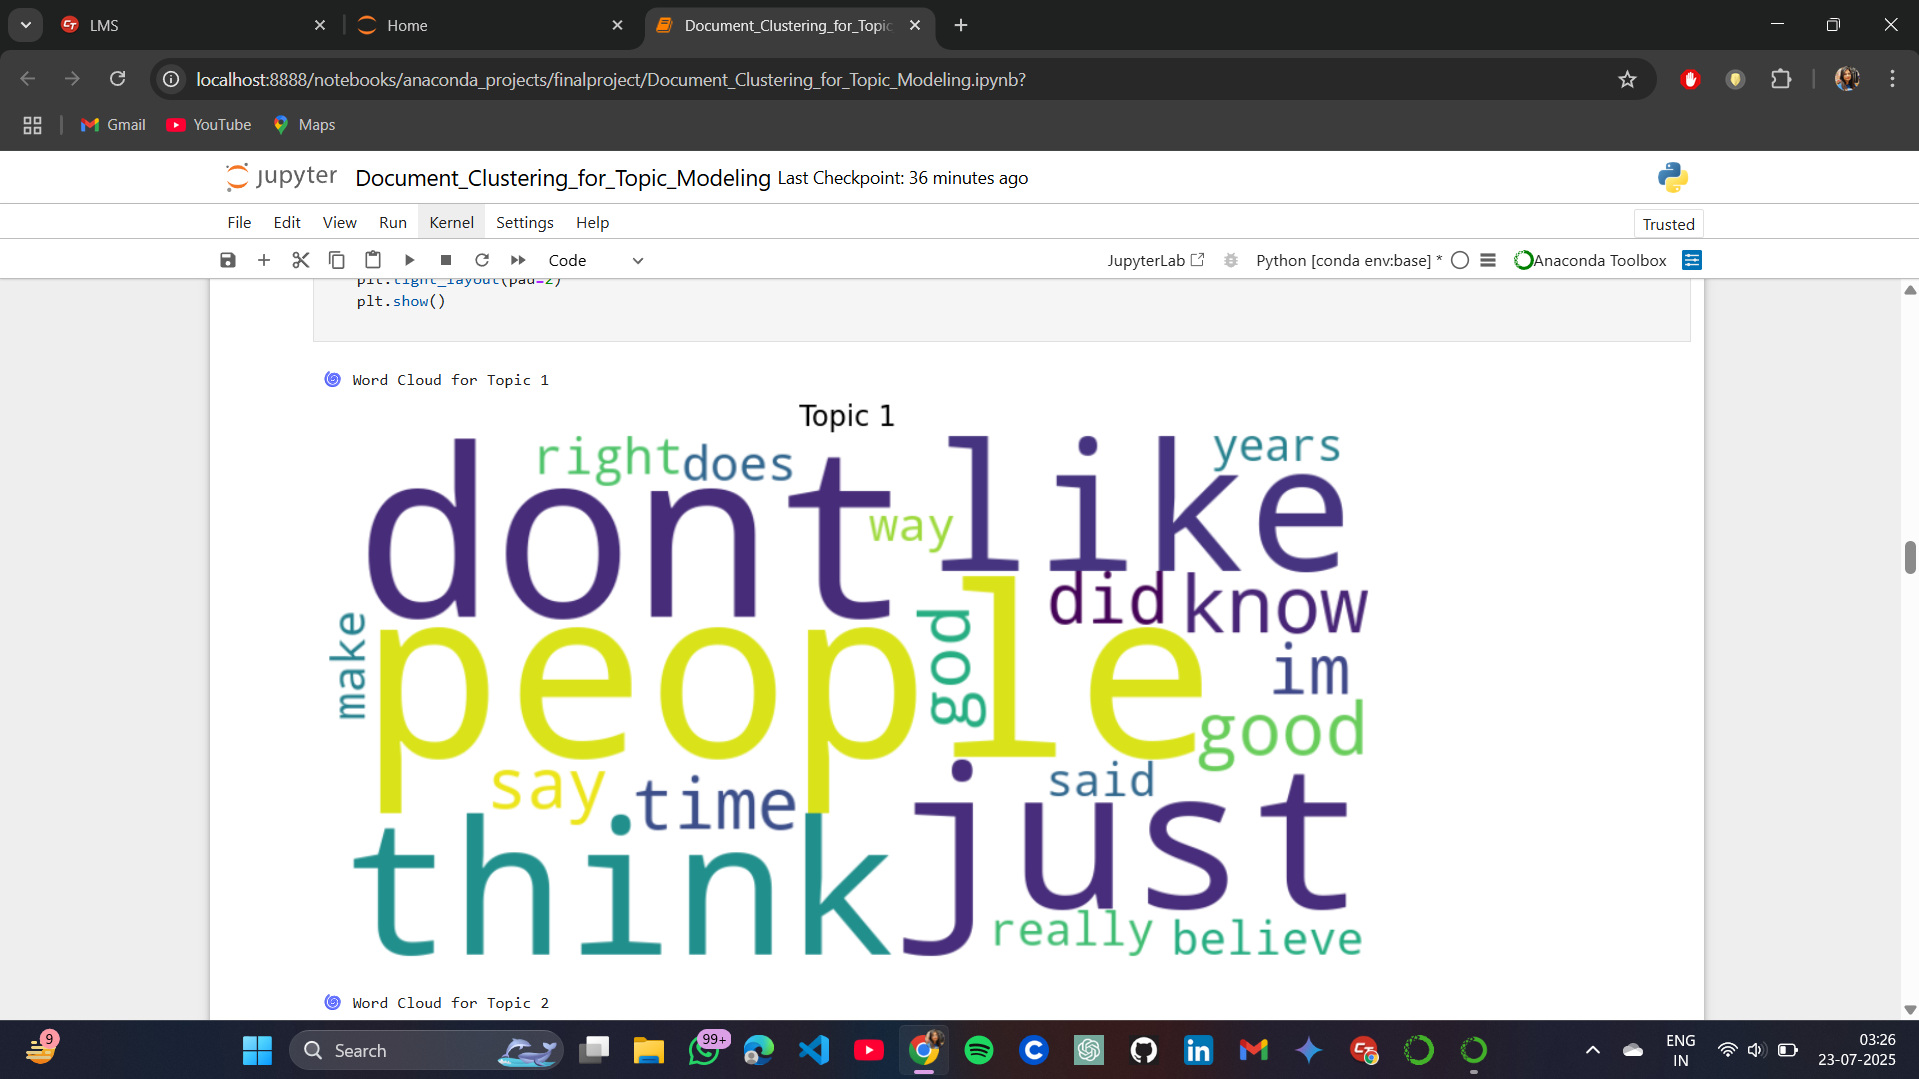 LMS
Home
Document_Clustering_for_Topic
localhost:8888/notebooks/anaconda_projects/finalproject/Document_Clustering_for_Topic_Modeling.ipynb?
Gmail YouTube Maps
jupyter Document_Clustering_for_Topic_Modeling Last Checkpoint: 36 minutes ago
File Edit View Run Kernel Settings Help
Trusted
Code
JupyterLab Python [conda env:base] * Anaconda Toolbox
plt.tight_layout(pad=2)
plt.show()
Word Cloud for Topic 1
Topic 1
right does years
dont like
way
did know
make people god im
good
say time said
think just
really believe
Word Cloud for Topic 2
9
Search
99+
ENG
IN
03:26
23-07-2025